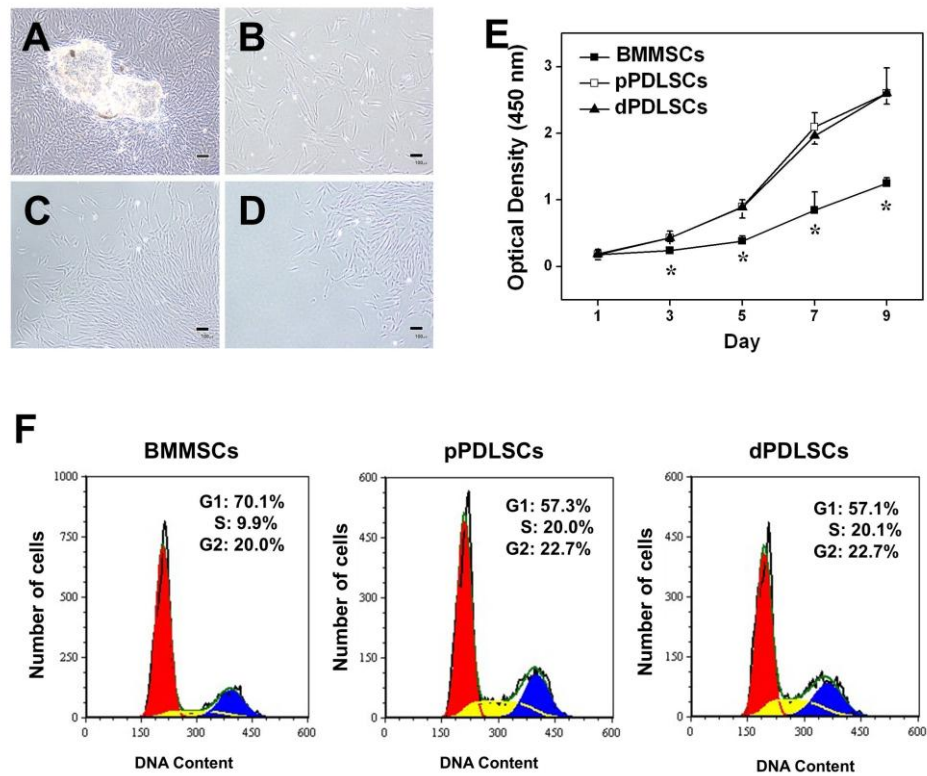 A
B
C
D
E
BMMSCs
pPDLSCs
dPDLSCs
Optical Density (450 nm)
3
2
1
0
1 3 5 7 9
Day
* * * *
F
BMMSCs
G1: 70.1%
S: 9.9%
G2: 20.0%
Number of cells
1000
750
500
250
0
0 150 300 450 600
DNA Content
pPDLSCs
G1: 57.3%
S: 20.0%
G2: 22.7%
Number of cells
600
450
300
150
0
0 150 300 450 600
DNA Content
dPDLSCs
G1: 57.1%
S: 20.1%
G2: 22.7%
Number of cells
600
450
300
150
0
0 150 300 450 600
DNA Content